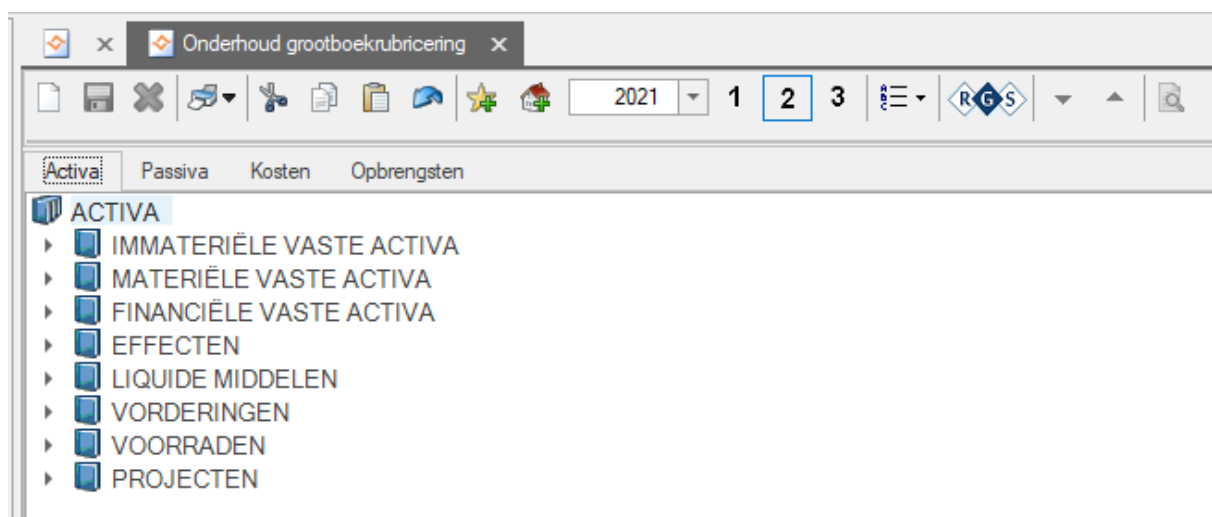 Onderhoud grootboekrubricering
2021 1 2 3 RGS
Activa Passiva Kosten Opbrengsten
ACTIVA
IMMATERIËLE VASTE ACTIVA
MATERIËLE VASTE ACTIVA
FINANCIËLE VASTE ACTIVA
EFFECTEN
LIQUIDE MIDDELEN
VORDERINGEN
VOORRADEN
PROJECTEN